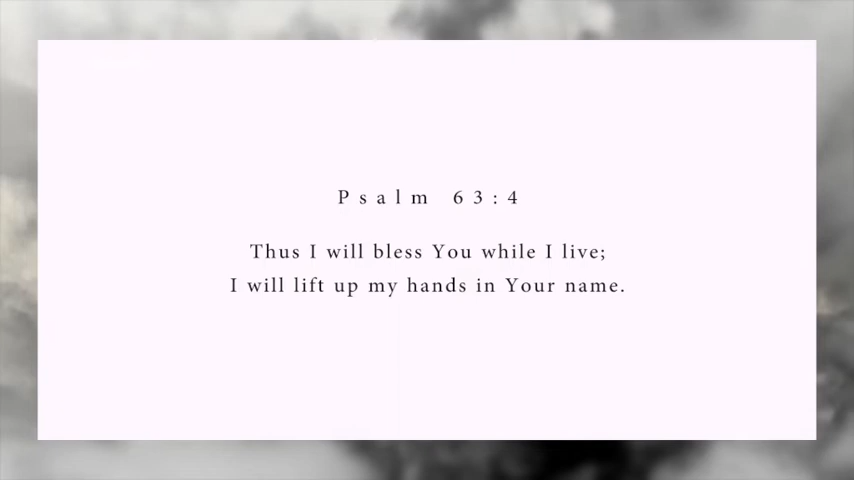 Psalm 63:4
Thus I will bless You while I live;
I will lift up my hands in Your name.